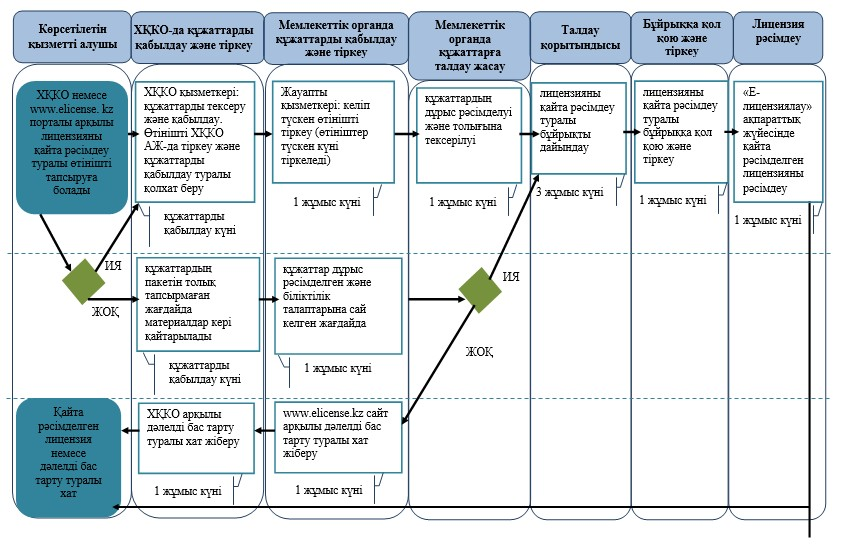 Көрсетілетін
қызметті алушы
ХҚКО-да құжаттарды
қабылдау және тіркеу
Мемлекеттік органда
құжаттарды қабылдау
және тіркеу
Мемлекеттік
органда
құжаттарға
талдау жасау
Талдау
қорытындысы
Бұйрыққа қол
қою және
тіркеу
Лицензия
рәсімдеу
ХҚКО немесе
www.elicense. kz
порталы арқылы
лицензияны
қайта рәсімдеу
туралы өтінішті
тапсыруға
болады
ХҚКО қызметкері:
құжаттарды тексеру
және қабылдау.
Өтінішті ХҚКО
АЖ-да тіркеу және
құжаттарды
қабылдау туралы
қолхат беру
құжаттарды
қабылдау күні
Жауапты
қызметкері: келіп
түскен өтінішті
тіркеу (өтініштер
түскен күні
тіркеледі)
1 жұмыс күні
құжаттардың
дұрыс рәсімделуі
және толығына
тексерілуі
1 жұмыс күні
лицензияны
қайта рәсімдеу
туралы
бұйрықты
дайындау
3 жұмыс күні
лицензияны
қайта рәсімдеу
туралы
бұйрыққа қол
қою және
тіркеу
1 жұмыс күні
«Е-
лицензиялау»
ақпараттық
жүйесінде
қайта
рәсімделген
лицензияны
рәсімдеу
1 жұмыс күні
ИЯ
ЖОҚ
құжаттардың
пакетін толық
тапсырмаған
жағдайда
материалдар кері
қайтарылады
құжаттарды
қабылдау күні
құжаттар дұрыс
рәсімделген және
біліктілік
талаптарына сай
келген жағдайда
1 жұмыс күні
ИЯ
ЖОҚ
Қайта
рәсімделген
лицензия
немесе
дәлелді бас
тарту туралы
хат
ХҚКО арқылы
дәлелді бас тарту
туралы хат жіберу
1 жұмыс күні
www.elicense.kz сайт
арқылы дәлелді бас
тарту туралы хат
жіберу
1 жұмыс күні